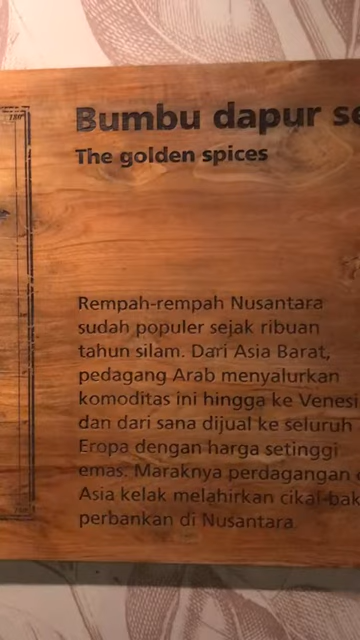 180°
Bumbu dapur se
The golden spices
Rempah-rempah Nusantara
sudah populer sejak ribuan
tahun silam. Dari Asia Barat,
pedagang Arab menyalurkan
komoditas ini hingga ke Venesi
dan dari sana dijual ke seluruh
Eropa dengan harga setinggi
emas. Maraknya perdagangan
Asia kelak melahirkan cikal-bak
perbankan di Nusantara.